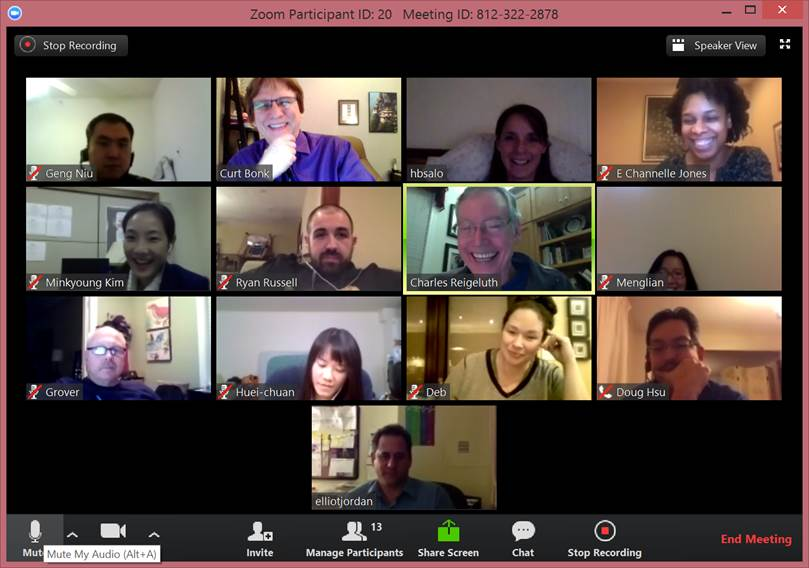 Zoom Participant ID: 20 Meeting ID: 812-322-2878
Stop Recording
Speaker View
Geng Niu
Curt Bonk
hbsalo
E Channelle Jones
Minkyoung Kim
Ryan Russell
Charles Reigeluth
Menglian
Grover
Huei-chuan
Deb
Doug Hsu
elliotjordan
Mute
Mute My Audio (Alt+A)
Invite
13
Manage Participants
Share Screen
Chat
Stop Recording
End Meeting